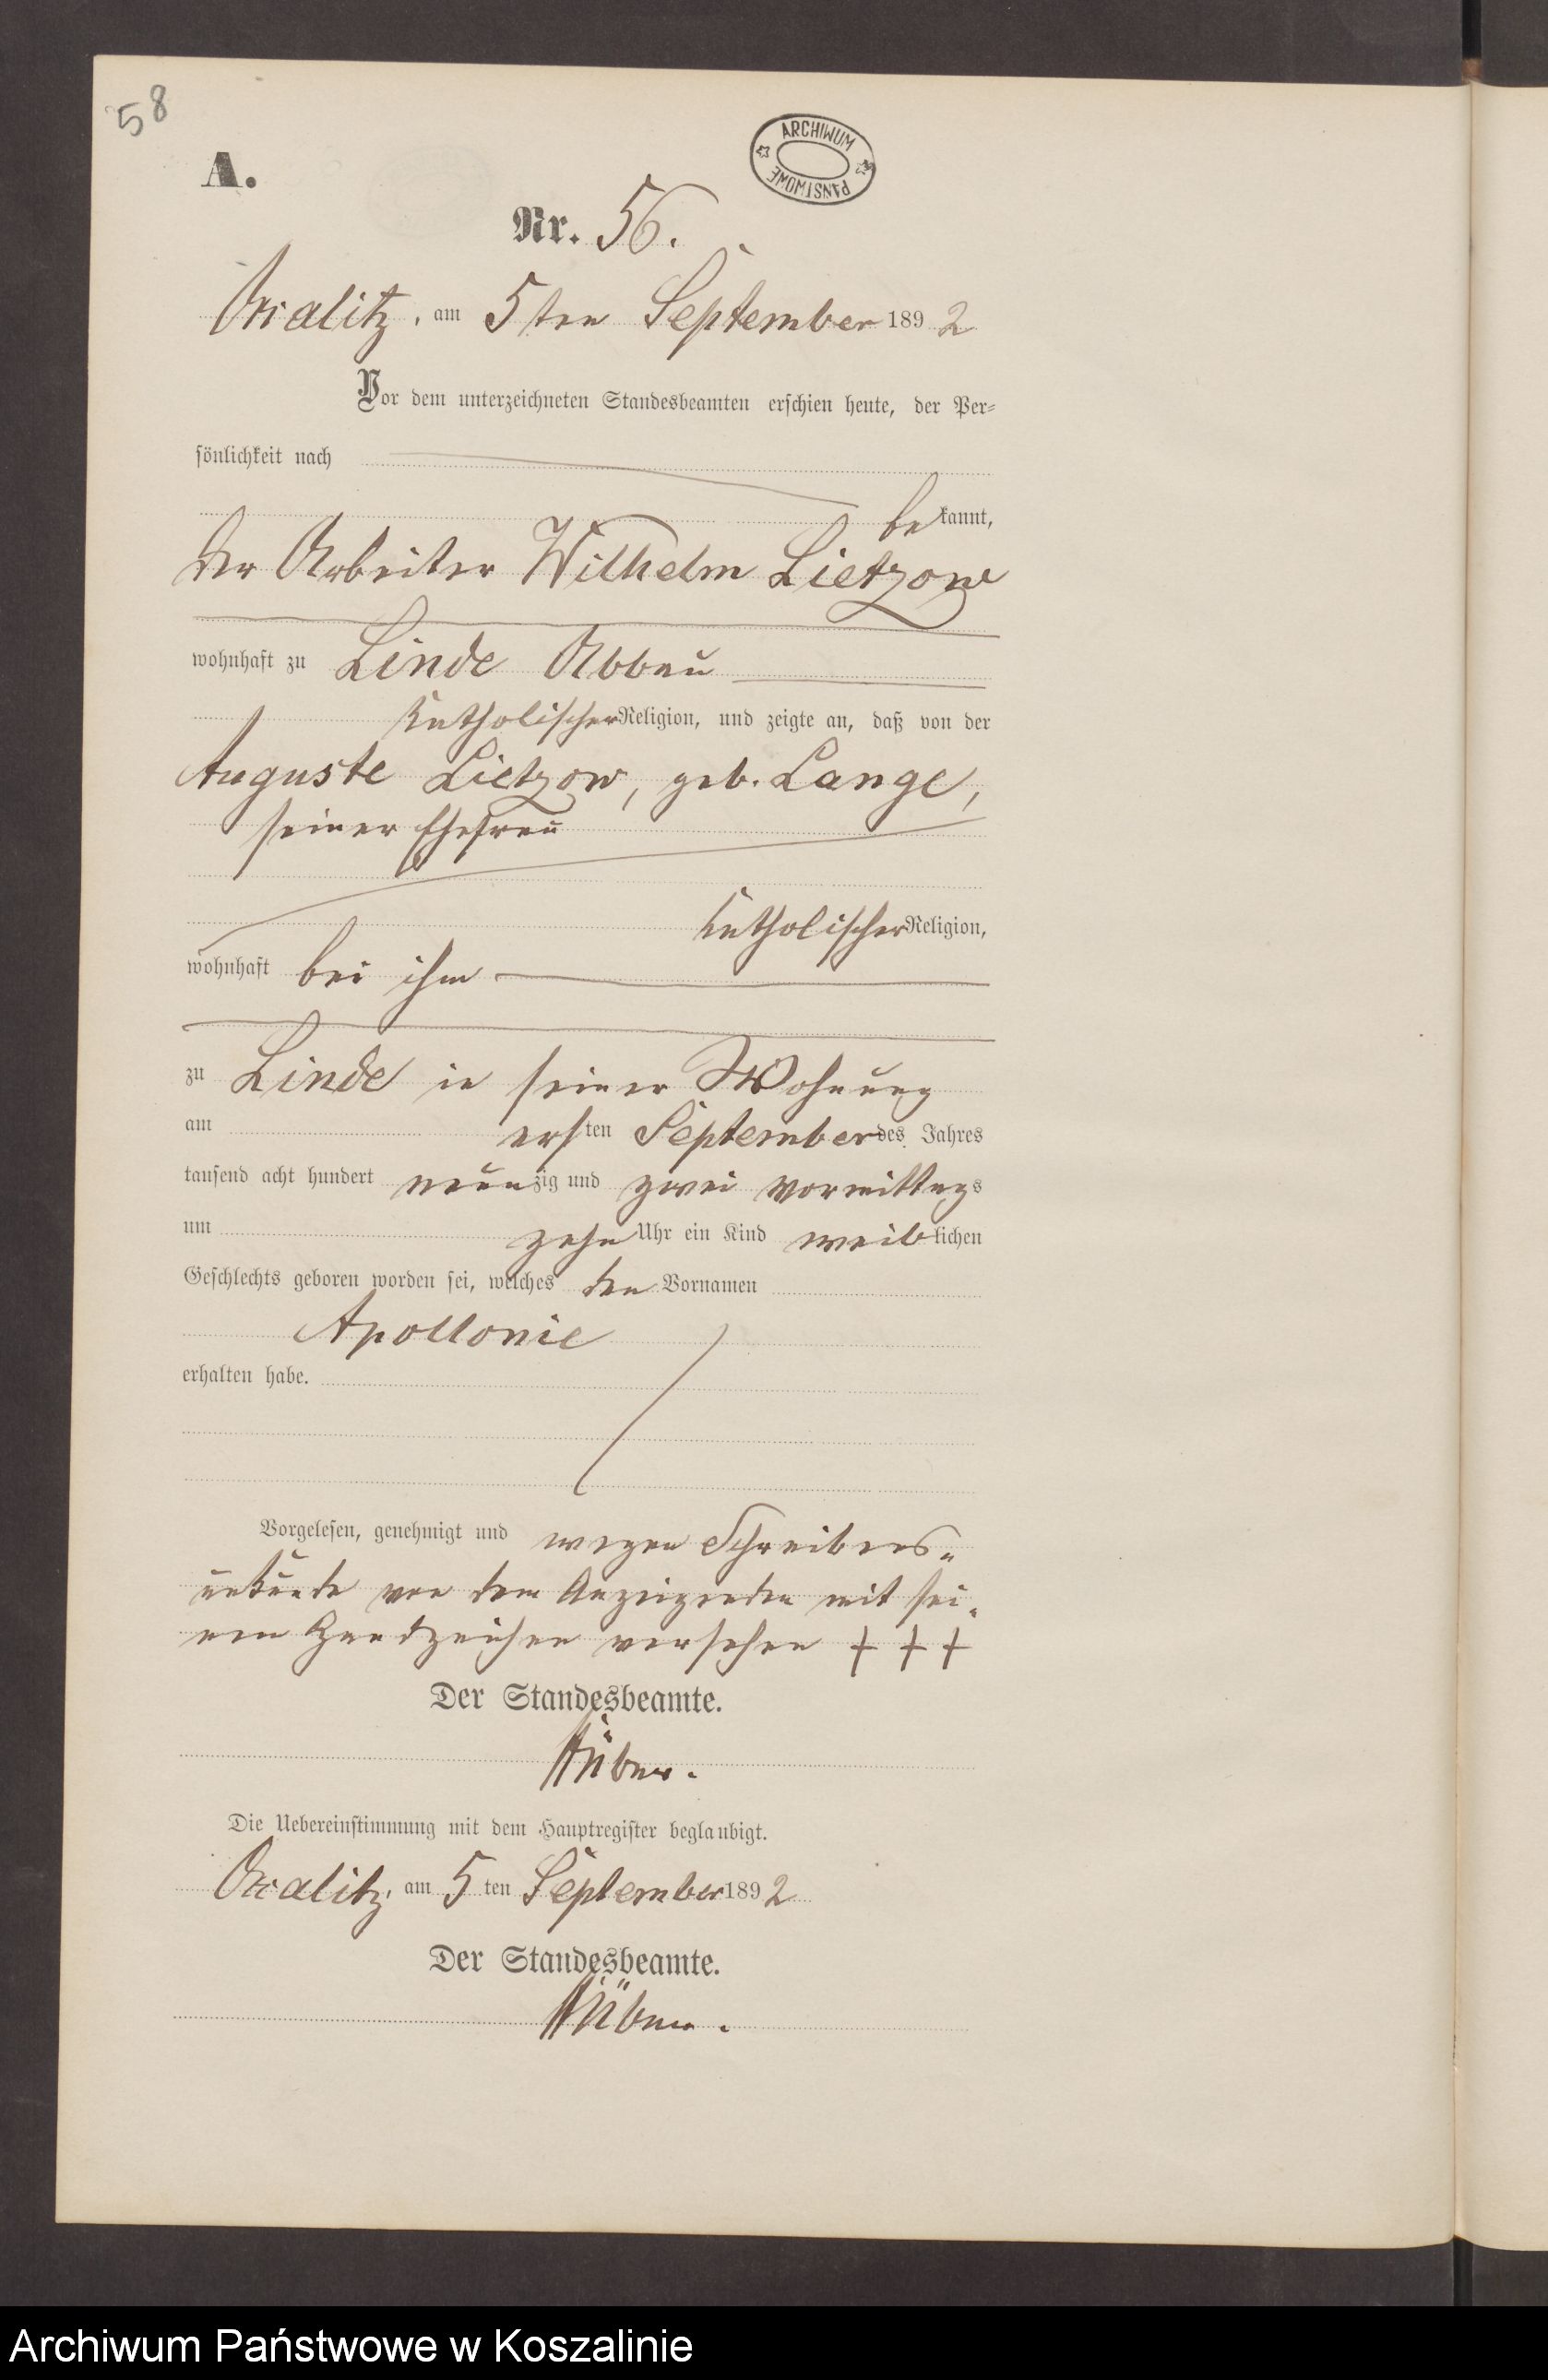 58
ARCHIWUM
PAŃSTWOWE
A.
Nr. 56.
am 5ten September 1892
Vor dem unterzeichneten Standesbeamten erschien heute, der Per-
sönlichkeit nach
bekannt,
der Arbeiter Wilhelm Lietzow
wohnhaft zu Linde Abbau
katholischer Religion, und zeigte an, daß von der
Auguste Lietzow, geb. Lange,
seiner Ehefrau
katholischer Religion,
wohnhaft bei ihm
zu Linde in seiner Wohnung
am ersten September des Jahres
tausend acht hundert neunzig und zwei vormittags
um zehn Uhr ein Kind weiblichen
Geschlechts geboren worden sei, welches den Vornamen
Apollonie
erhalten habe.
Vorgelesen, genehmigt und wegen Schreibens-
unkunde von dem Anzeigenden mit sei-
nem Handzeichen versehen + + +
Der Standesbeamte.
Die Uebereinstimmung mit dem Hauptregister beglaubigt.
am 5ten September 1892
Der Standesbeamte.
Archiwum Państwowe w Koszalinie